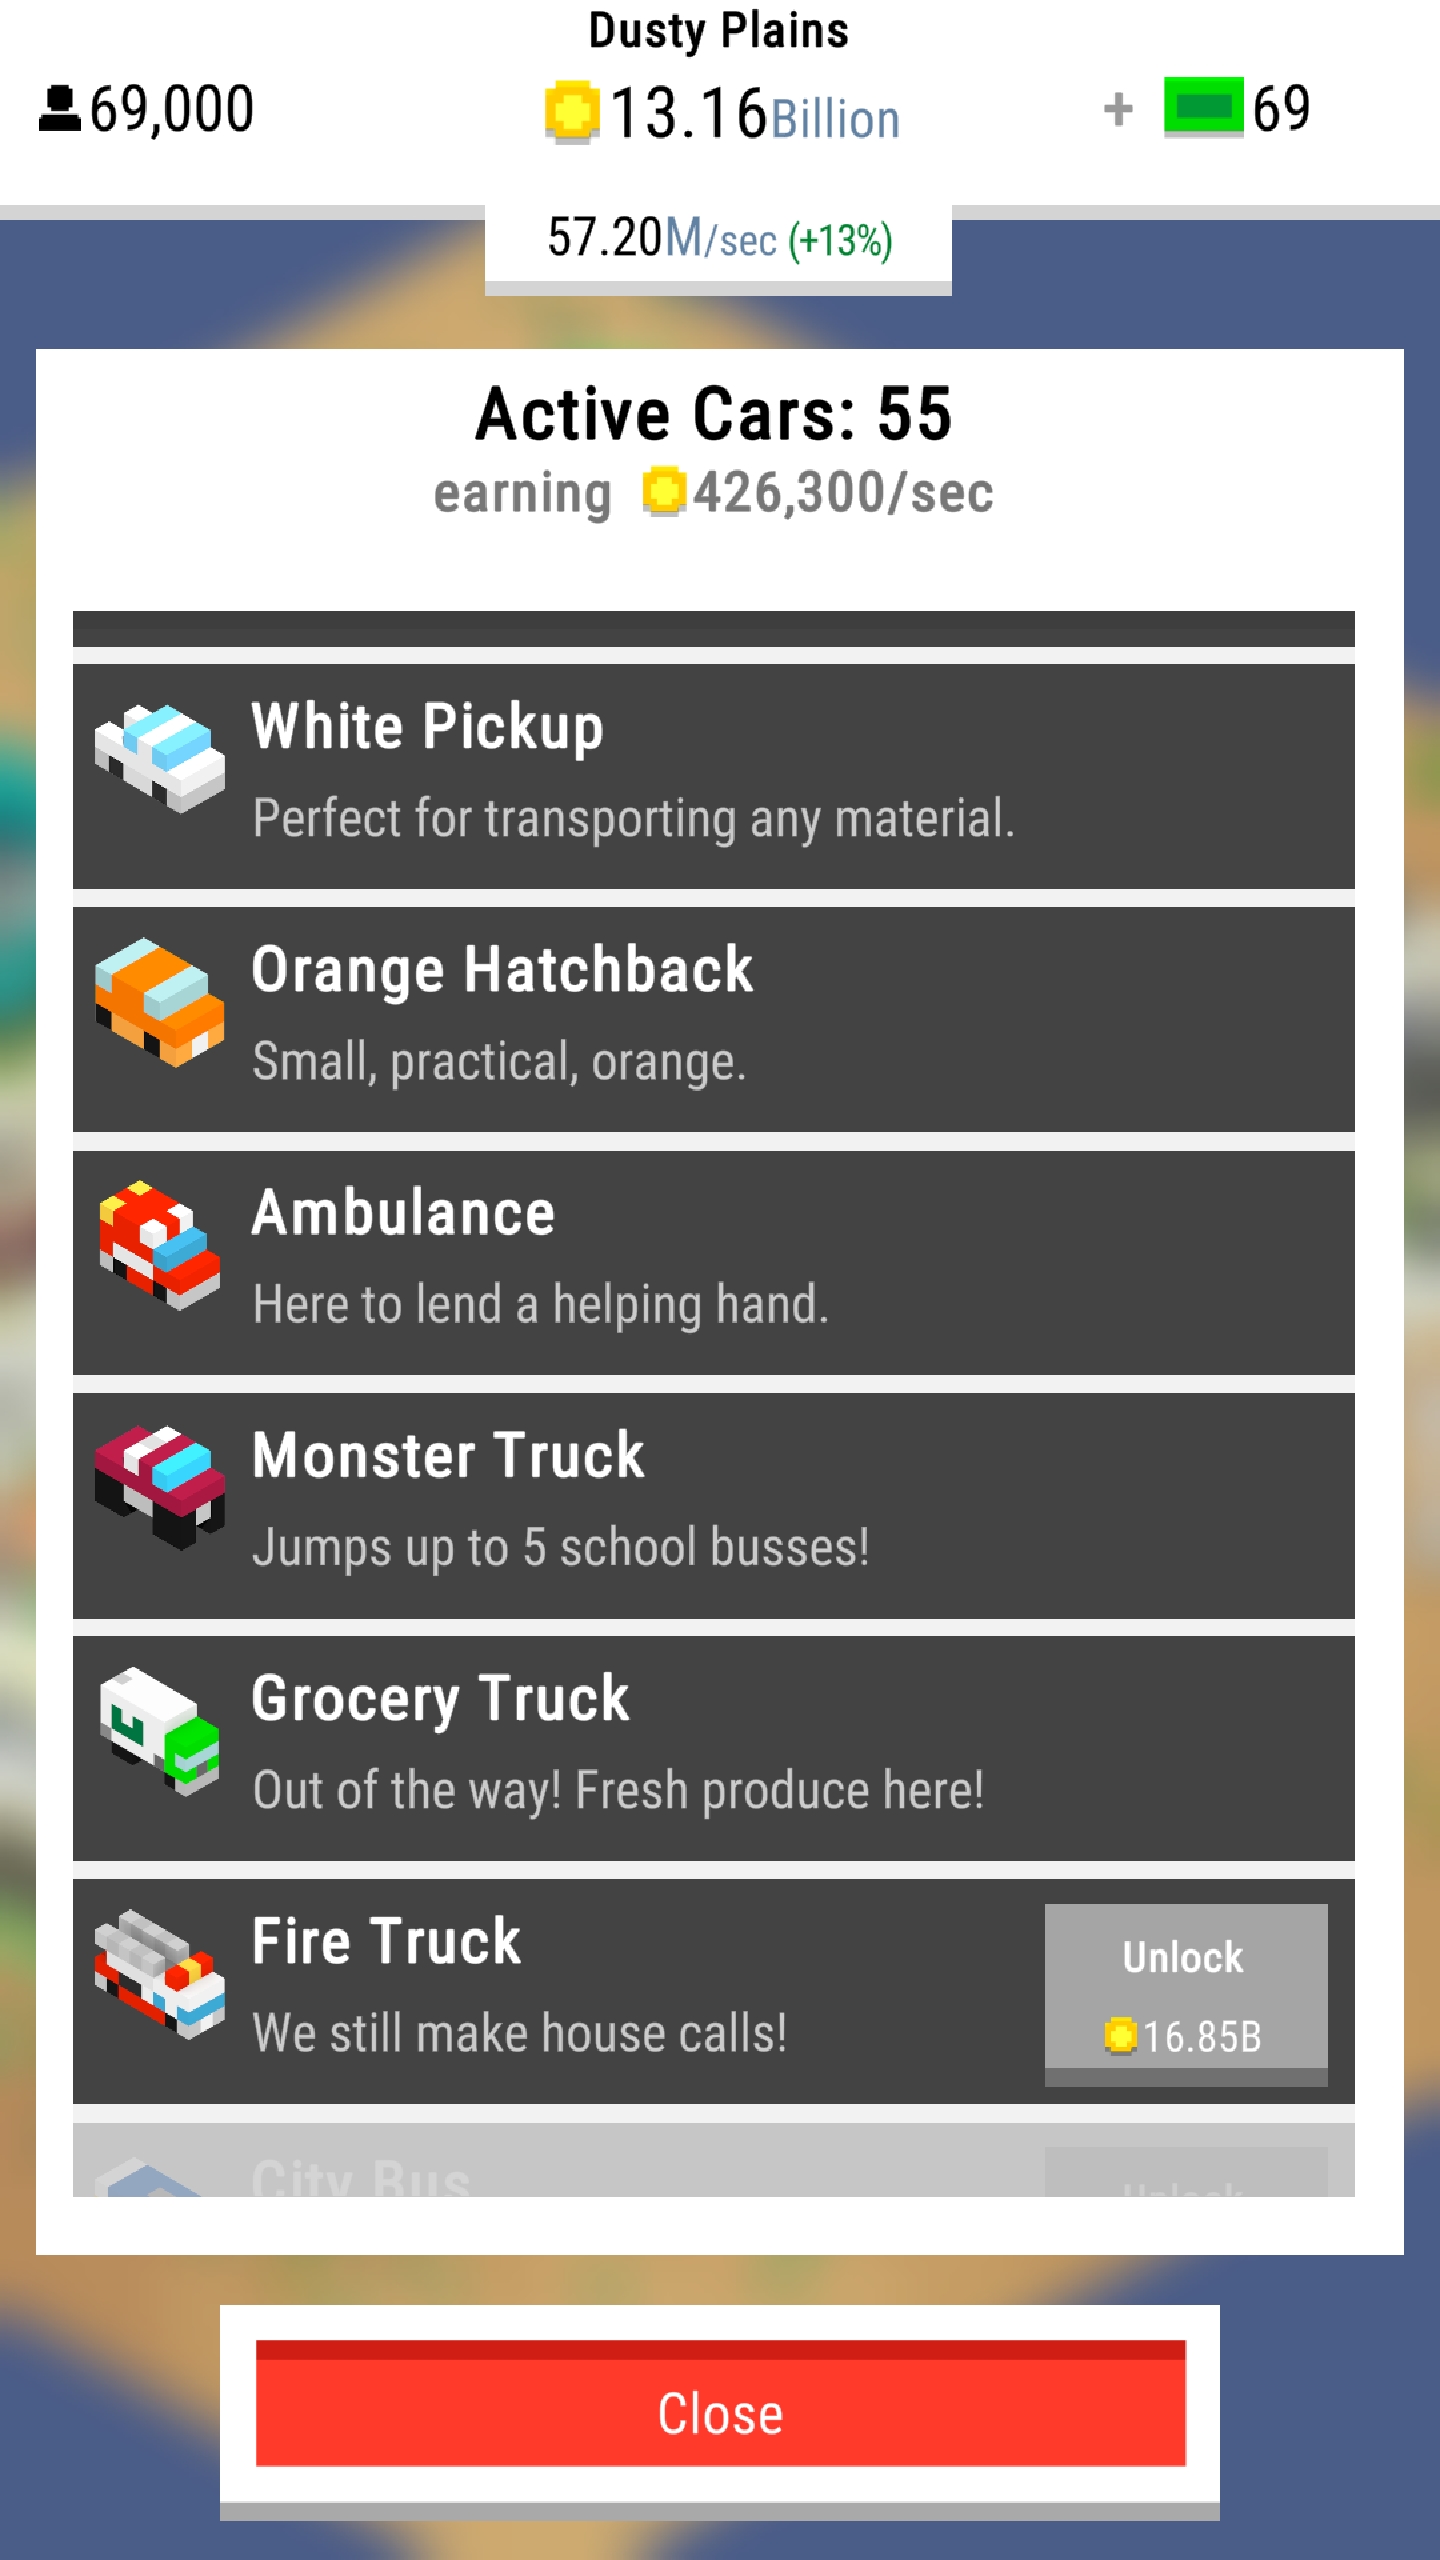 Dusty Plains
69,000
13.16Billion
+ 69
57.20M/sec (+13%)
Active Cars: 55
earning 426,300/sec
White Pickup
Perfect for transporting any material.
Orange Hatchback
Small, practical, orange.
Ambulance
Here to lend a helping hand.
Monster Truck
Jumps up to 5 school busses!
Grocery Truck
Out of the way! Fresh produce here!
Fire Truck
We still make house calls!
Unlock
16.85B
City Bus
Unlock
Close